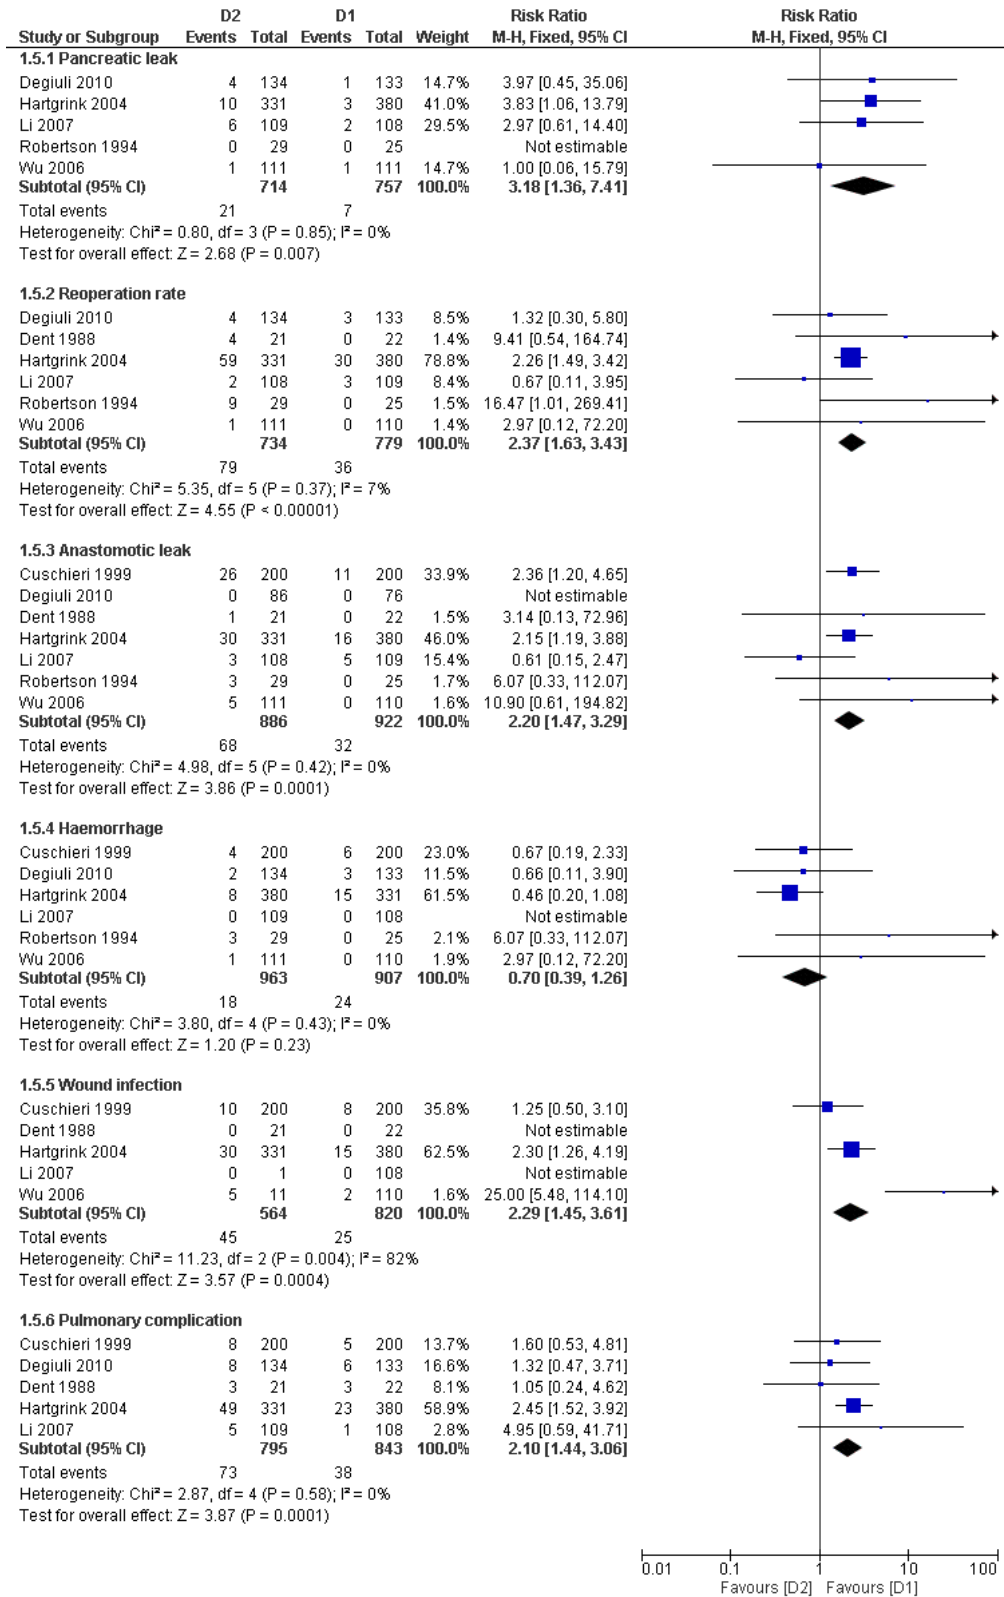 D2 D1 Risk Ratio Risk Ratio
Study or Subgroup Events Total Events Total Weight M-H, Fixed, 95% CI M-H, Fixed, 95% CI
1.5.1 Pancreatic leak
Degiuli 2010 4 134 1 133 14.7% 3.97 [0.45, 35.06]
Hartgrink 2004 10 331 3 380 41.0% 3.83 [1.06, 13.79]
Li 2007 6 109 2 108 29.5% 2.97 [0.61, 14.40]
Robertson 1994 0 29 0 25 Not estimable
Wu 2006 1 111 1 111 14.7% 1.00 [0.06, 15.79]
Subtotal (95% CI) 714 757 100.0% 3.18 [1.36, 7.41]
Total events 21 7
Heterogeneity: Chi² = 0.80, df = 3 (P = 0.85); I² = 0%
Test for overall effect: Z = 2.68 (P = 0.007)
1.5.2 Reoperation rate
Degiuli 2010 4 134 3 133 8.5% 1.32 [0.30, 5.80]
Dent 1988 4 21 0 22 1.4% 9.41 [0.54, 164.74]
Hartgrink 2004 59 331 30 380 78.8% 2.26 [1.49, 3.42]
Li 2007 2 108 3 109 8.4% 0.67 [0.11, 3.95]
Robertson 1994 9 29 0 25 1.5% 16.47 [1.01, 269.41]
Wu 2006 1 111 0 110 1.4% 2.97 [0.12, 72.20]
Subtotal (95% CI) 734 779 100.0% 2.37 [1.63, 3.43]
Total events 79 36
Heterogeneity: Chi² = 5.35, df = 5 (P = 0.37); I² = 7%
Test for overall effect: Z = 4.55 (P < 0.00001)
1.5.3 Anastomotic leak
Cuschieri 1999 26 200 11 200 33.9% 2.36 [1.20, 4.65]
Degiuli 2010 0 86 0 76 Not estimable
Dent 1988 1 21 0 22 1.5% 3.14 [0.13, 72.96]
Hartgrink 2004 30 331 16 380 46.0% 2.15 [1.19, 3.88]
Li 2007 3 108 5 109 15.4% 0.61 [0.15, 2.47]
Robertson 1994 3 29 0 25 1.7% 6.07 [0.33, 112.07]
Wu 2006 5 111 0 110 1.6% 10.90 [0.61, 194.82]
Subtotal (95% CI) 886 922 100.0% 2.20 [1.47, 3.29]
Total events 68 32
Heterogeneity: Chi² = 4.98, df = 5 (P = 0.42); I² = 0%
Test for overall effect: Z = 3.86 (P = 0.0001)
1.5.4 Haemorrhage
Cuschieri 1999 4 200 6 200 23.0% 0.67 [0.19, 2.33]
Degiuli 2010 2 134 3 133 11.5% 0.66 [0.11, 3.90]
Hartgrink 2004 8 380 15 331 61.5% 0.46 [0.20, 1.08]
Li 2007 0 109 0 108 Not estimable
Robertson 1994 3 29 0 25 2.1% 6.07 [0.33, 112.07]
Wu 2006 1 111 0 110 1.9% 2.97 [0.12, 72.20]
Subtotal (95% CI) 963 907 100.0% 0.70 [0.39, 1.26]
Total events 18 24
Heterogeneity: Chi² = 3.80, df = 4 (P = 0.43); I² = 0%
Test for overall effect: Z = 1.20 (P = 0.23)
1.5.5 Wound infection
Cuschieri 1999 10 200 8 200 35.8% 1.25 [0.50, 3.10]
Dent 1988 0 21 0 22 Not estimable
Hartgrink 2004 30 331 15 380 62.5% 2.30 [1.26, 4.19]
Li 2007 0 1 0 108 Not estimable
Wu 2006 5 11 2 110 1.6% 25.00 [5.48, 114.10]
Subtotal (95% CI) 564 820 100.0% 2.29 [1.45, 3.61]
Total events 45 25
Heterogeneity: Chi² = 11.23, df = 2 (P = 0.004); I² = 82%
Test for overall effect: Z = 3.57 (P = 0.0004)
1.5.6 Pulmonary complication
Cuschieri 1999 8 200 5 200 13.7% 1.60 [0.53, 4.81]
Degiuli 2010 8 134 6 133 16.6% 1.32 [0.47, 3.71]
Dent 1988 3 21 3 22 8.1% 1.05 [0.24, 4.62]
Hartgrink 2004 49 331 23 380 58.9% 2.45 [1.52, 3.92]
Li 2007 5 109 1 108 2.8% 4.95 [0.59, 41.71]
Subtotal (95% CI) 795 843 100.0% 2.10 [1.44, 3.06]
Total events 73 38
Heterogeneity: Chi² = 2.87, df = 4 (P = 0.58); I² = 0%
Test for overall effect: Z = 3.87 (P = 0.0001)
0.01 0.1 1 10 100
Favours [D2] Favours [D1]